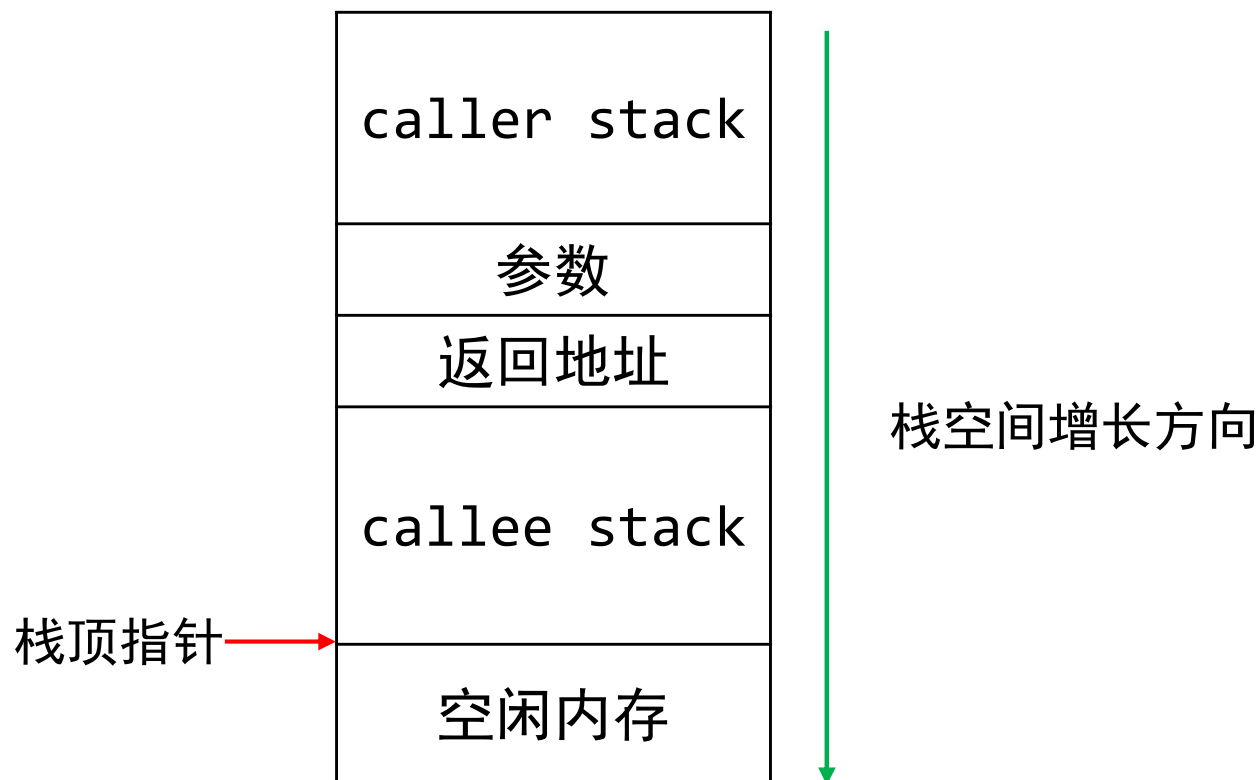 caller stack
参数
返回地址
栈空间增长方向
callee stack
栈顶指针
空闲内存